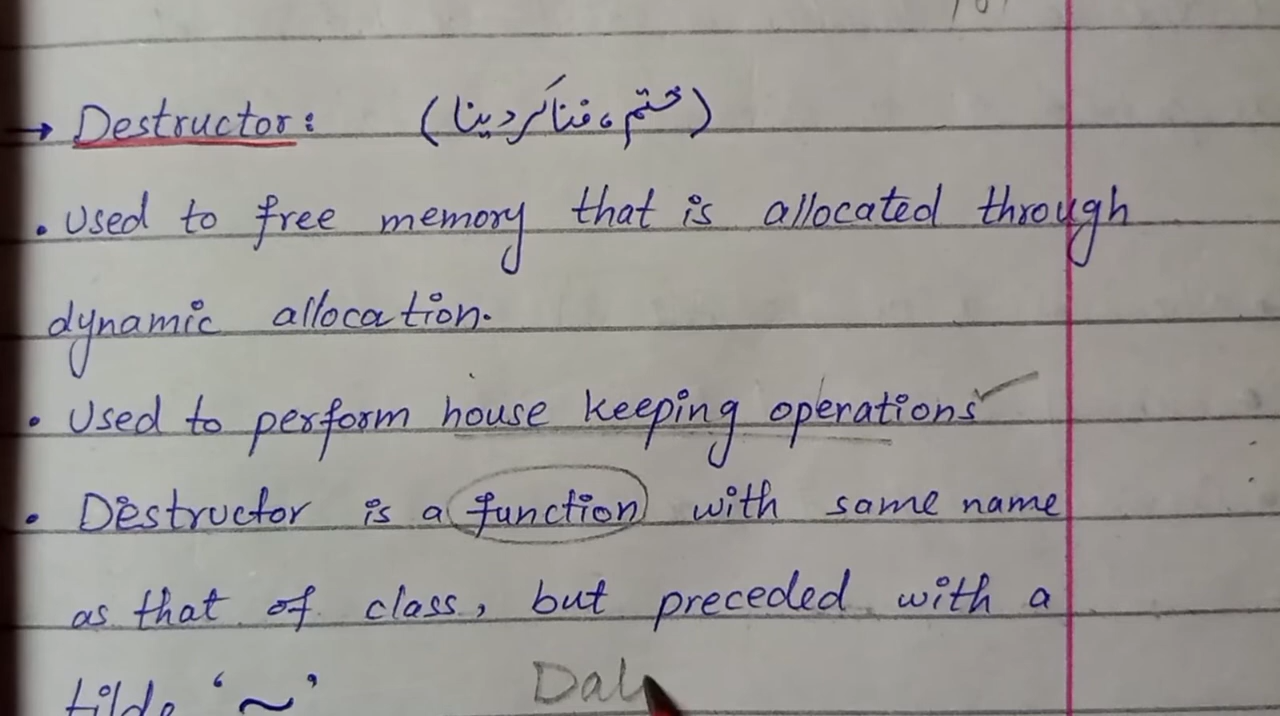 → Destructor: (ختم، فنا کر دینا)
• Used to free memory that is allocated through
dynamic allocation.
• Used to perform house keeping operations ✓
• Destructor is a function with same name
as that of class, but preceded with a
tilde '~' Dal